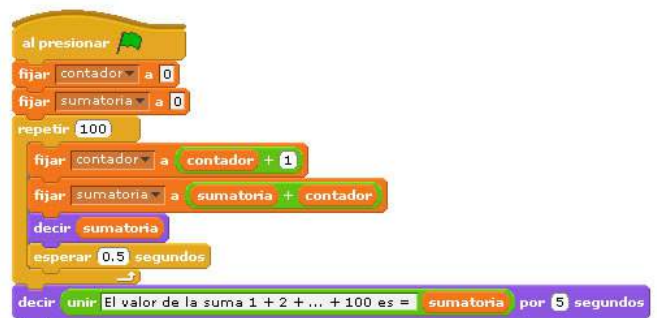 al presionar
fijar contador a 0
fijar sumatoria a 0
repetir 100
fijar contador a contador + 1
fijar sumatoria a sumatoria + contador
decir sumatoria
esperar 0.5 segundos
decir unir El valor de la suma 1 + 2 + ... + 100 es = sumatoria por 5 segundos